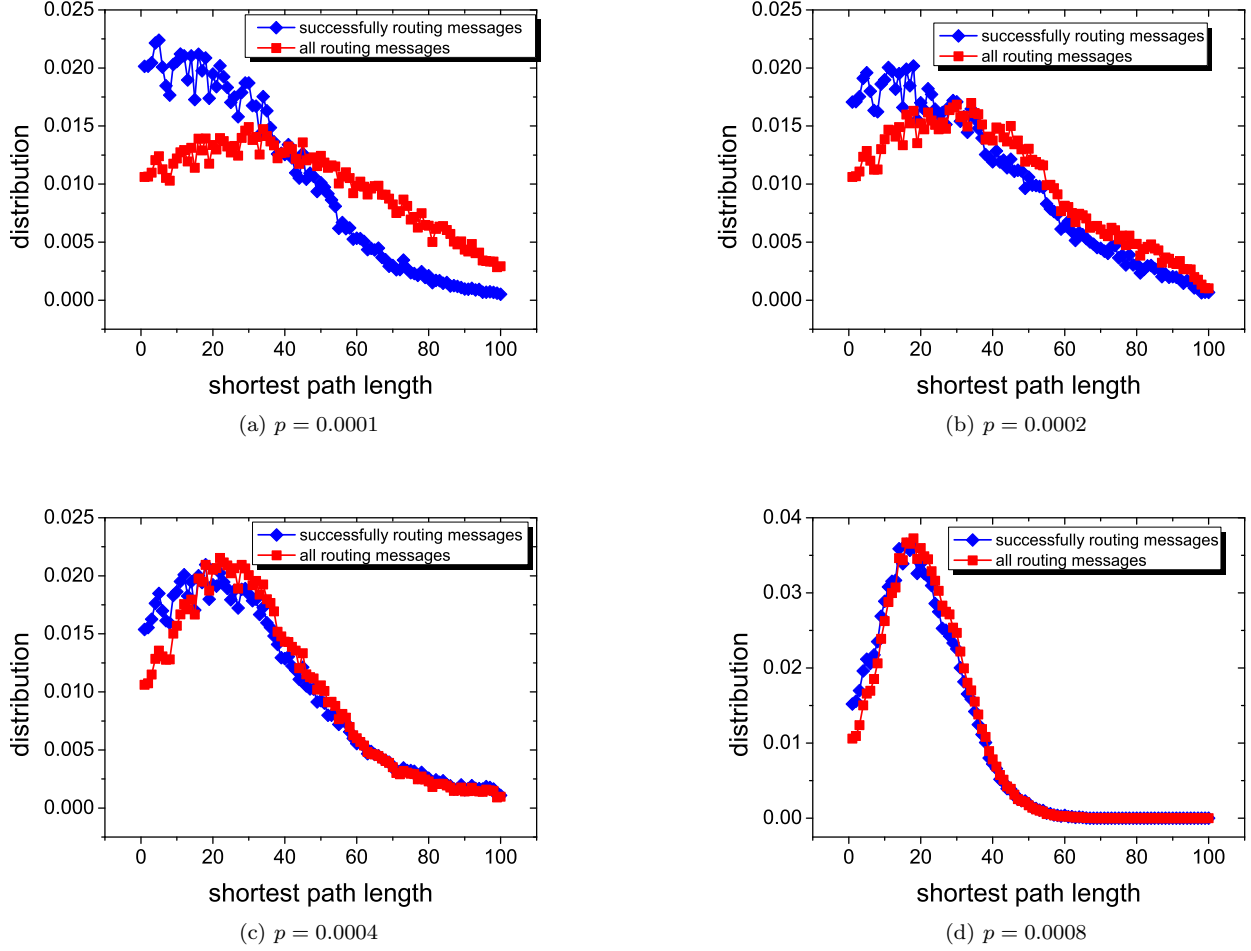 successfully routing messages
all routing messages
0.025
0.020
0.015
0.010
0.005
0.000
distribution
0 20 40 60 80 100
shortest path length
(a) p = 0.0001
successfully routing messages
all routing messages
0.025
0.020
0.015
0.010
0.005
0.000
distribution
0 20 40 60 80 100
shortest path length
(b) p = 0.0002
successfully routing messages
all routing messages
0.025
0.020
0.015
0.010
0.005
0.000
distribution
0 20 40 60 80 100
shortest path length
(c) p = 0.0004
successfully routing messages
all routing messages
0.04
0.03
0.02
0.01
0.00
distribution
0 20 40 60 80 100
shortest path length
(d) p = 0.0008